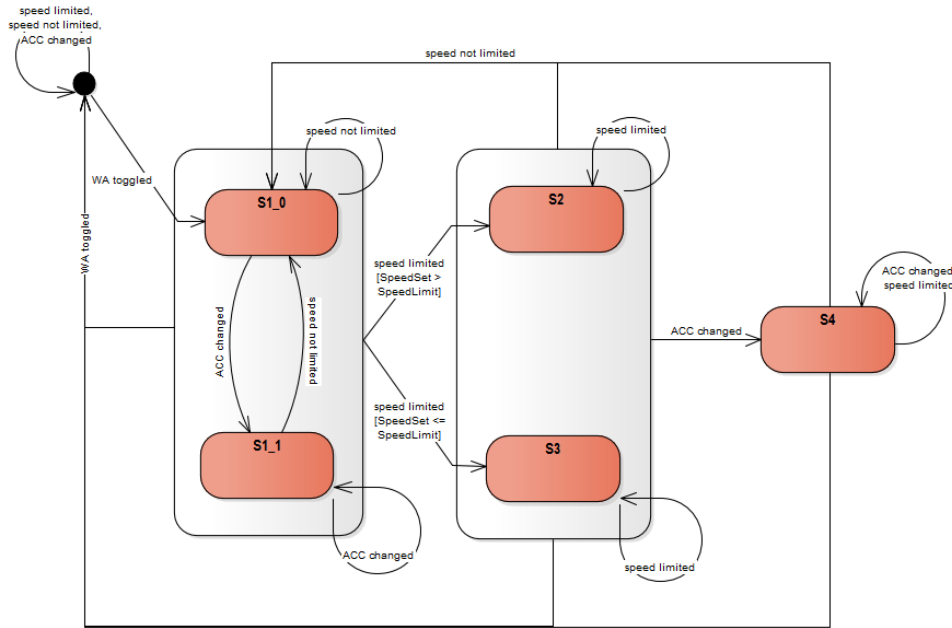 speed limited,
speed not limited,
ACC changed
speed not limited
speed not limited
speed limited
WA toggled
S1_0
S2
WA toggled
speed limited
[SpeedSet >
SpeedLimit]
ACC changed
speed limited
ACC changed
speed not limited
ACC changed
S4
speed limited
[SpeedSet <=
SpeedLimit]
S1_1
S3
ACC changed
speed limited